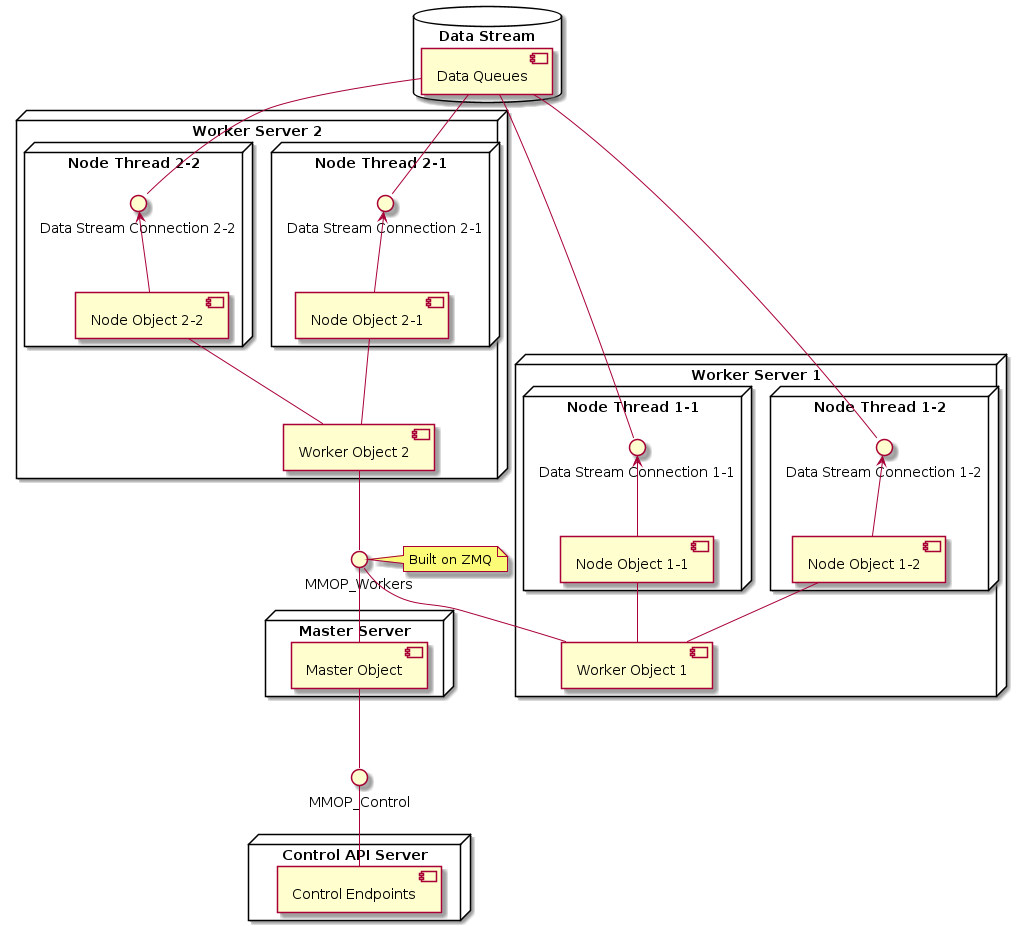 Data Stream
Data Queues
Worker Server 2
Node Thread 2-2
Node Thread 2-1
Data Stream Connection 2-2
Data Stream Connection 2-1
Node Object 2-2
Node Object 2-1
Worker Object 2
Worker Server 1
Node Thread 1-1
Node Thread 1-2
Data Stream Connection 1-1
Data Stream Connection 1-2
Node Object 1-1
Node Object 1-2
Worker Object 1
Built on ZMQ
MMOP_Workers
Master Server
Master Object
MMOP_Control
Control API Server
Control Endpoints